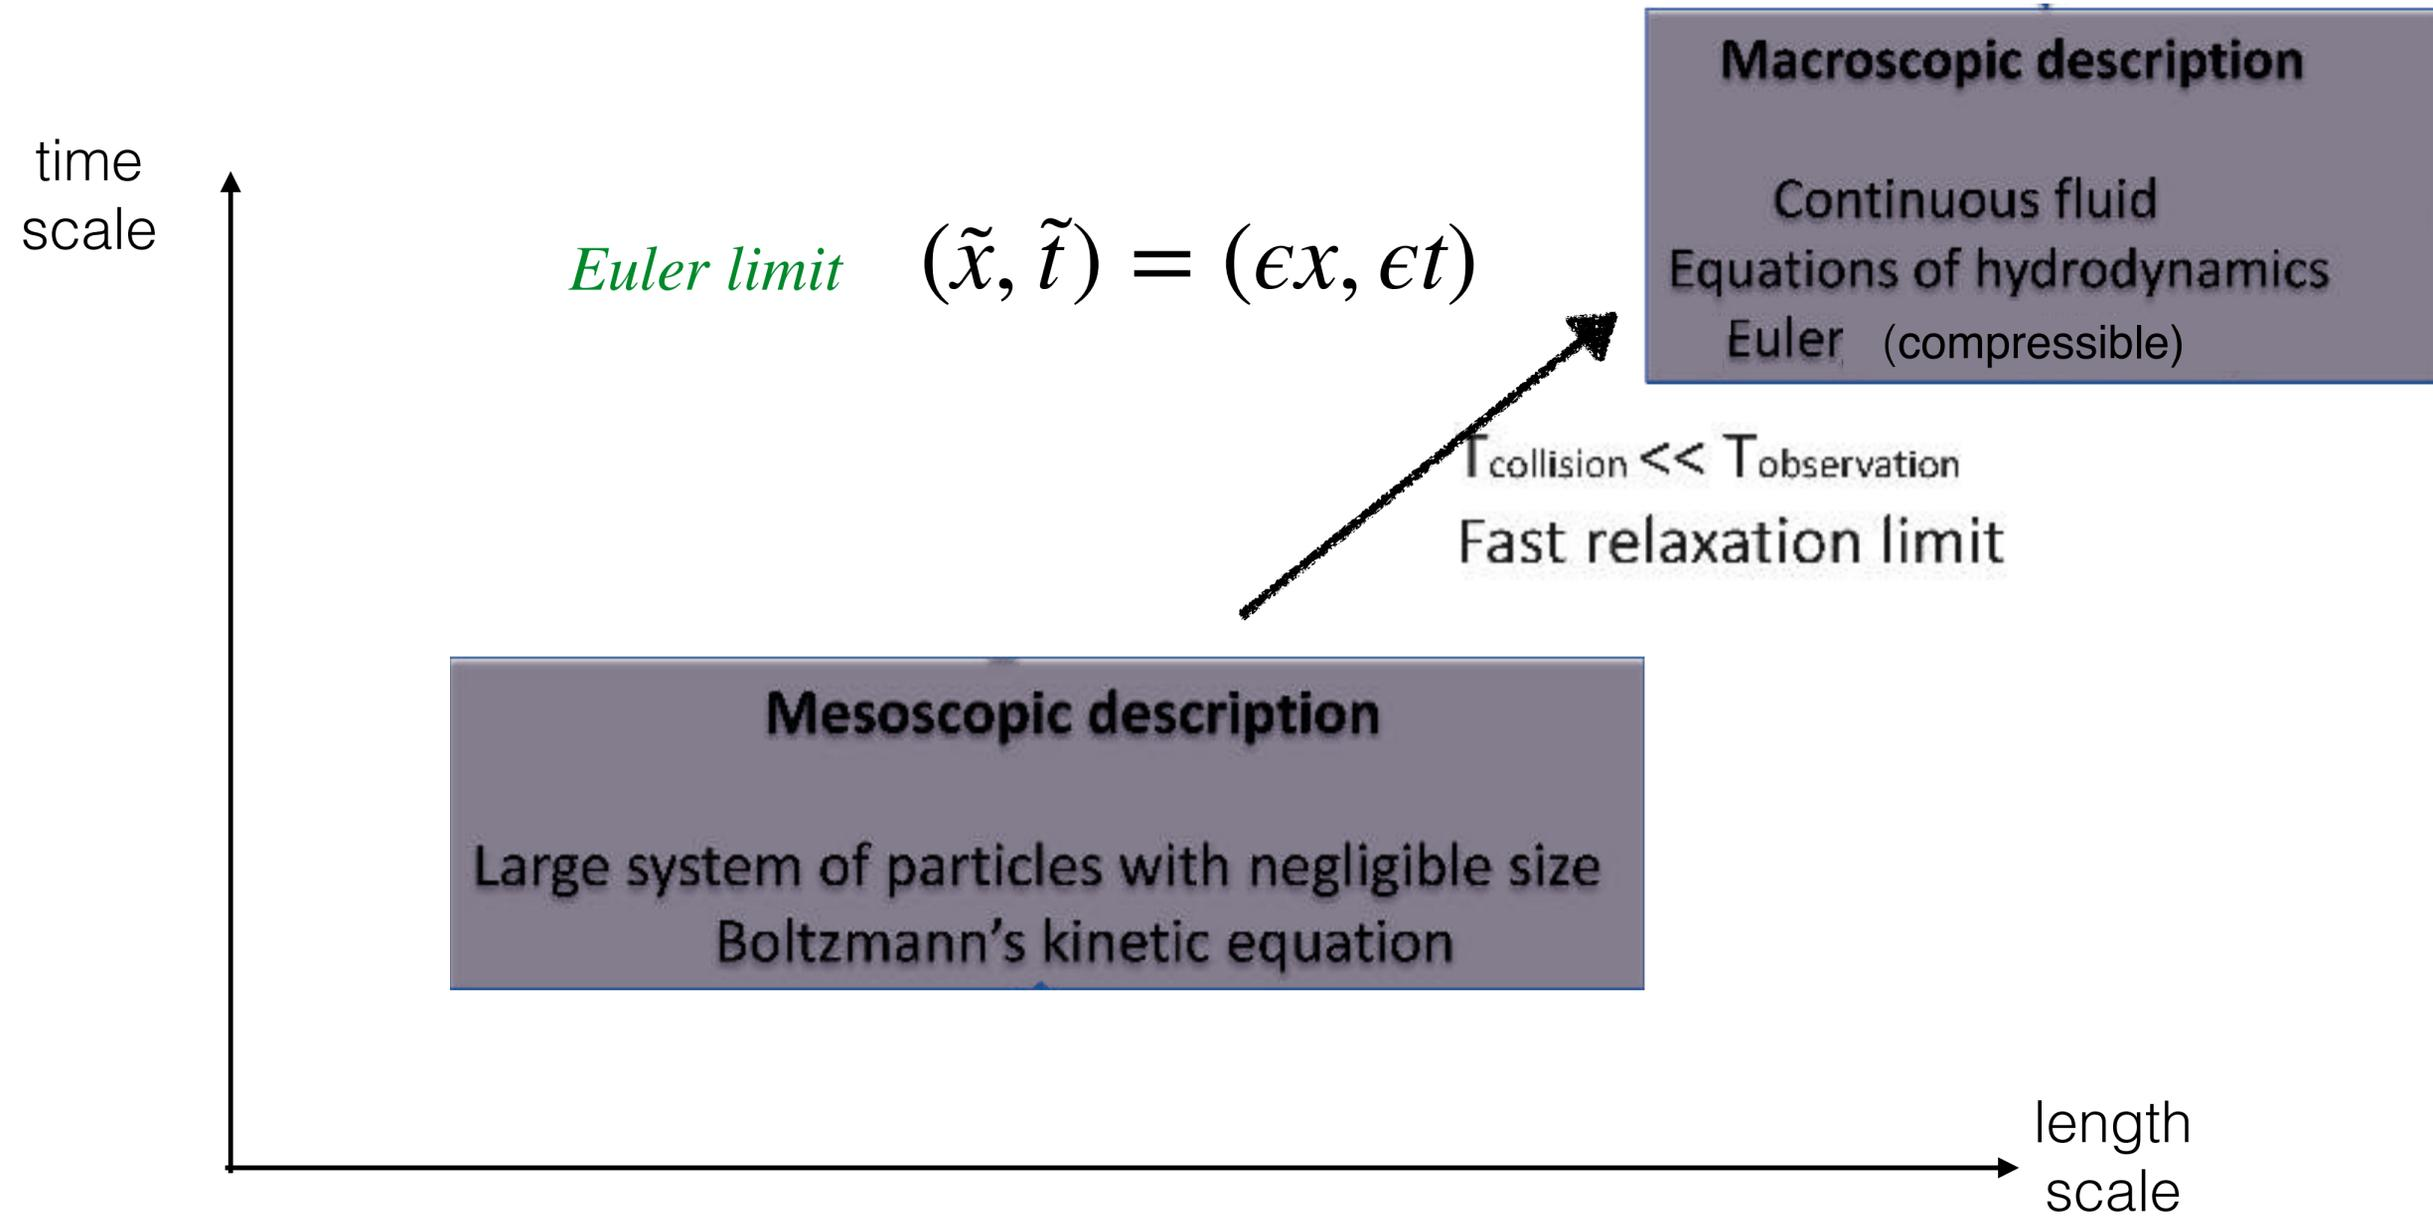 Macroscopic description
Continuous fluid
Equations of hydrodynamics
Euler (compressible)
time
scale
Euler limit (x̃, t̃) = (ϵx, ϵt)
Tcollision << Tobservation
Fast relaxation limit
Mesoscopic description
Large system of particles with negligible size
Boltzmann’s kinetic equation
length
scale